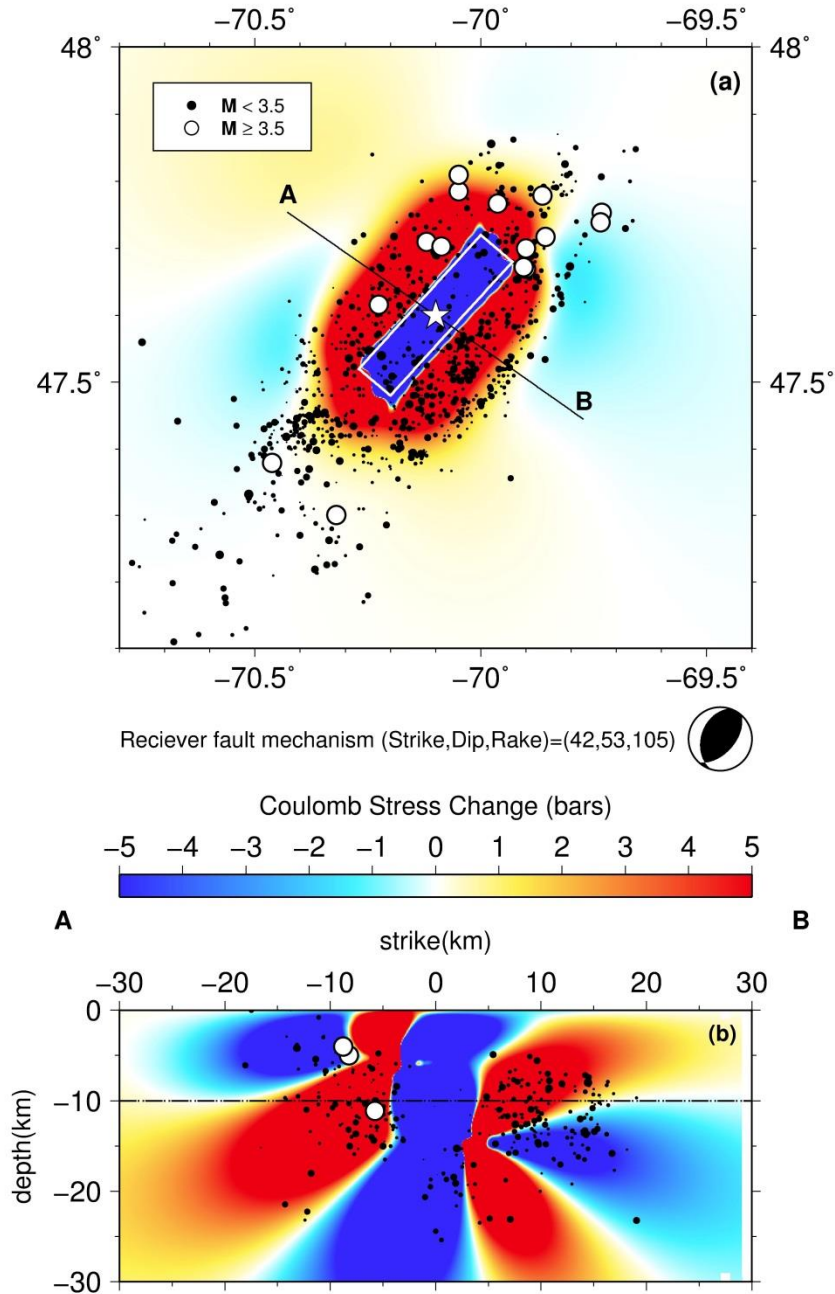 −70.5˚ −70˚ −69.5˚
48˚ 48˚
(a)
M < 3.5
M ≥ 3.5
A
47.5˚ 47.5˚
B
−70.5˚ −70˚ −69.5˚
Reciever fault mechanism (Strike,Dip,Rake)=(42,53,105)
Coulomb Stress Change (bars)
−5 −4 −3 −2 −1 0 1 2 3 4 5
A B
strike(km)
−30 −20 −10 0 10 20 30
0
(b)
−10
depth(km)
−20
−30